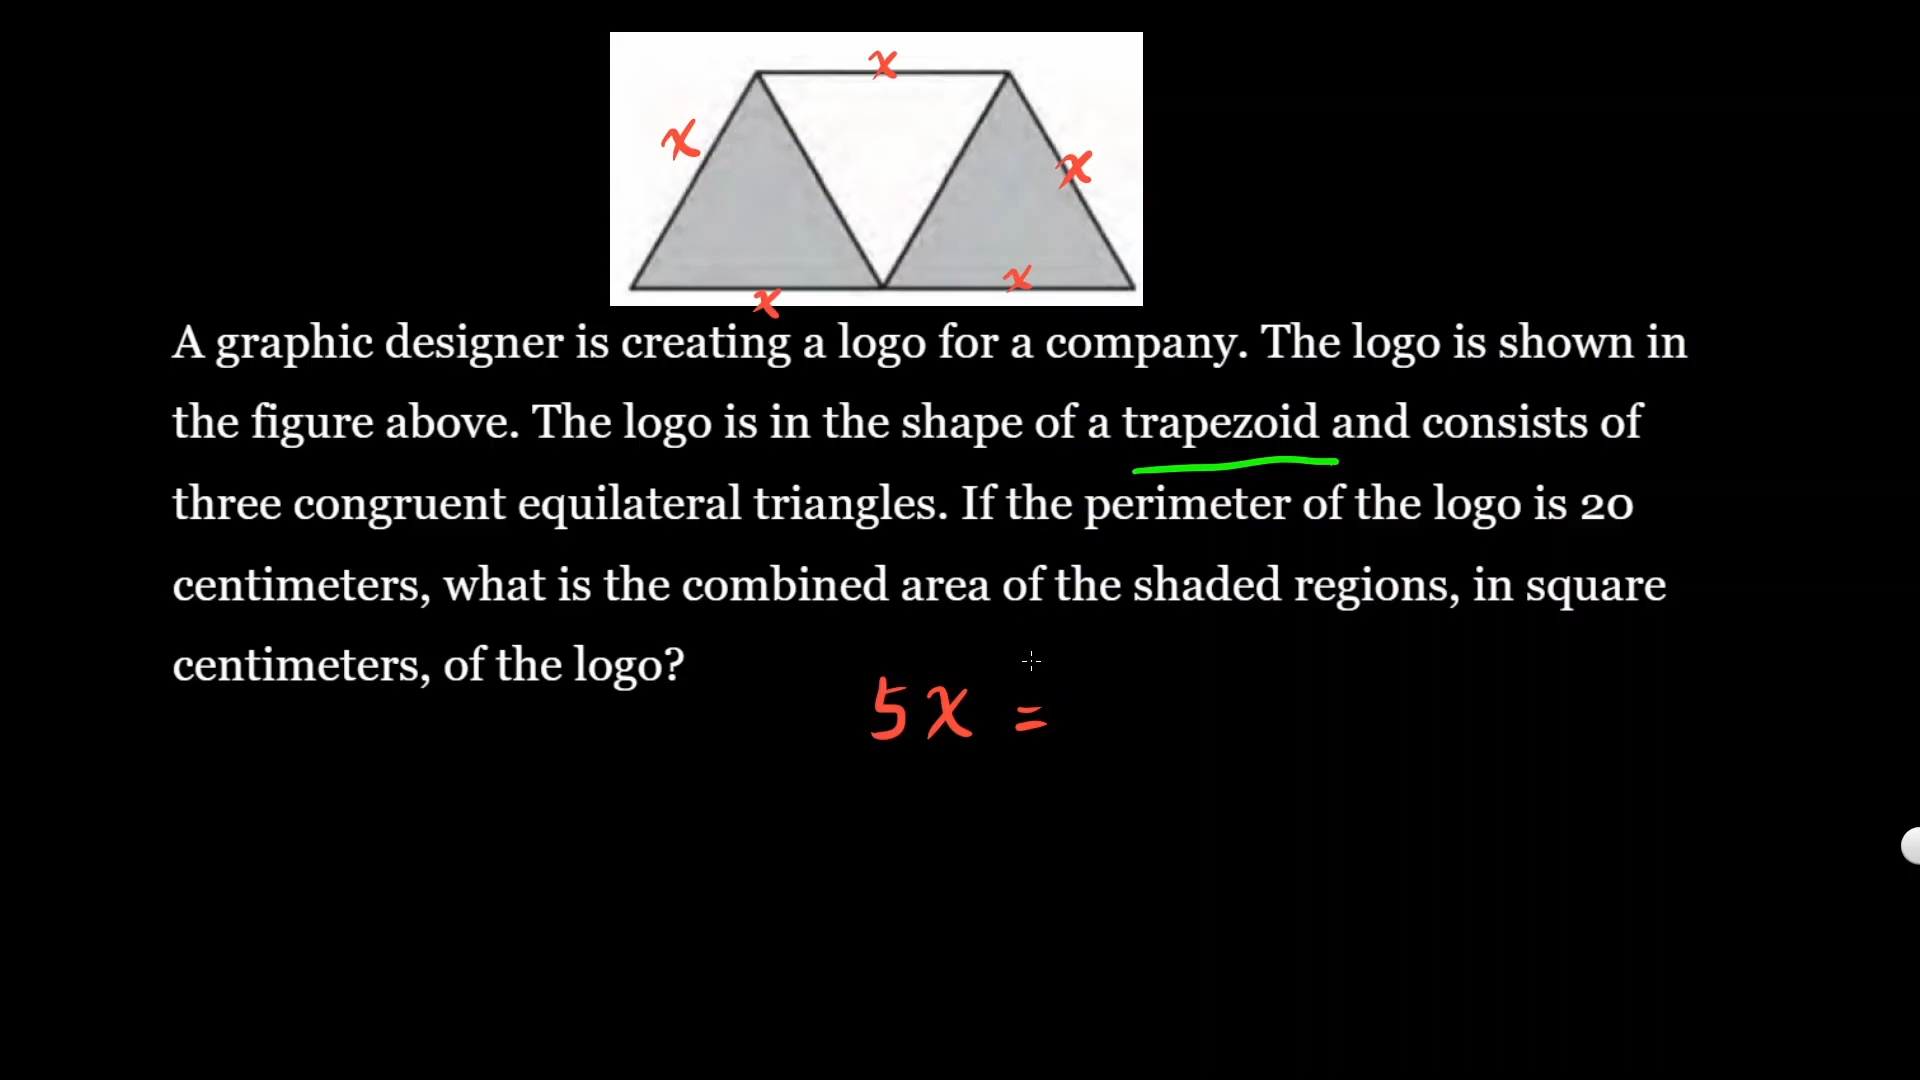 x
x
x
x
x
A graphic designer is creating a logo for a company. The logo is shown in
the figure above. The logo is in the shape of a trapezoid and consists of
three congruent equilateral triangles. If the perimeter of the logo is 20
centimeters, what is the combined area of the shaded regions, in square
centimeters, of the logo?
5x =